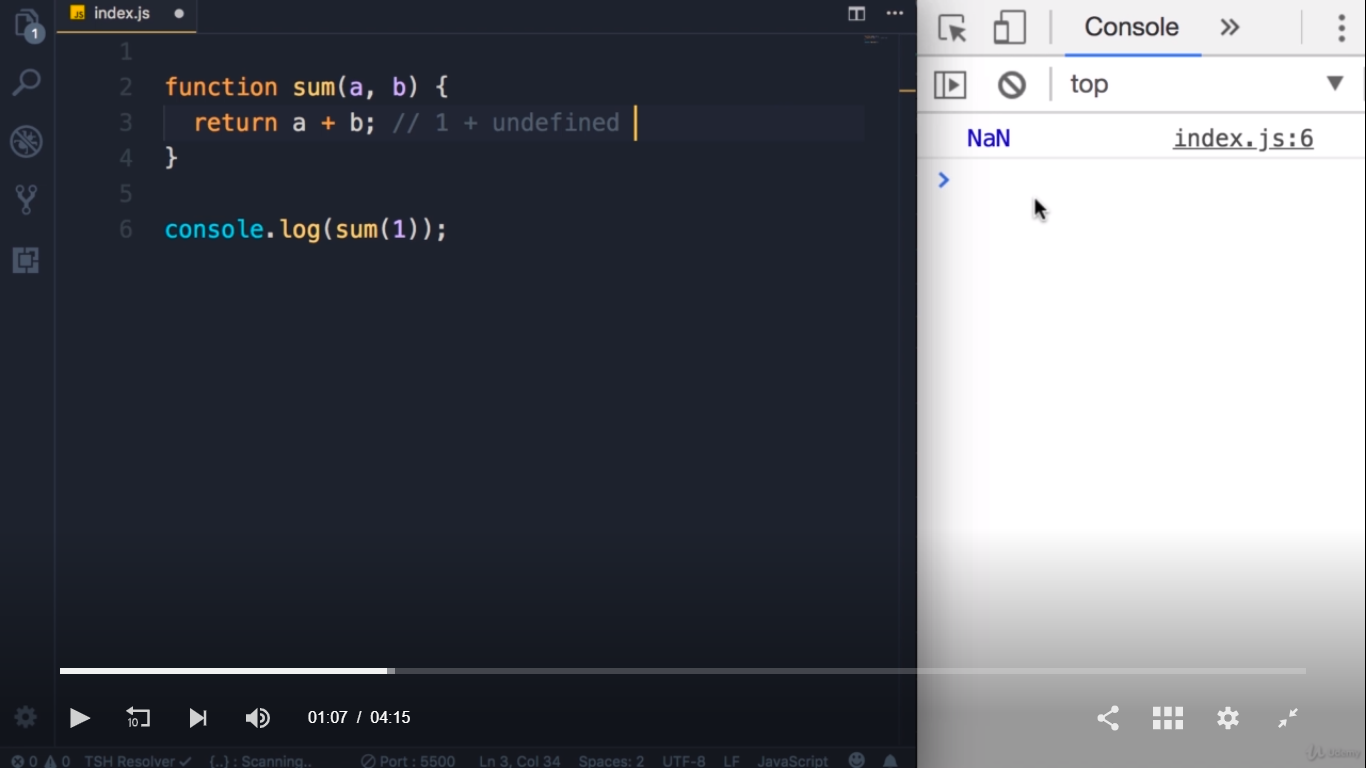 JS index.js
1
1
2 function sum(a, b) {
3 return a + b; // 1 + undefined
4 }
5
6 console.log(sum(1));
Console
top
NaN index.js:6
10
01:07 / 04:15
0 0 TSH Resolver {..} : Scanning.. Port : 5500 Ln 3, Col 34 Spaces: 2 UTF-8 LF JavaScript
Udemy